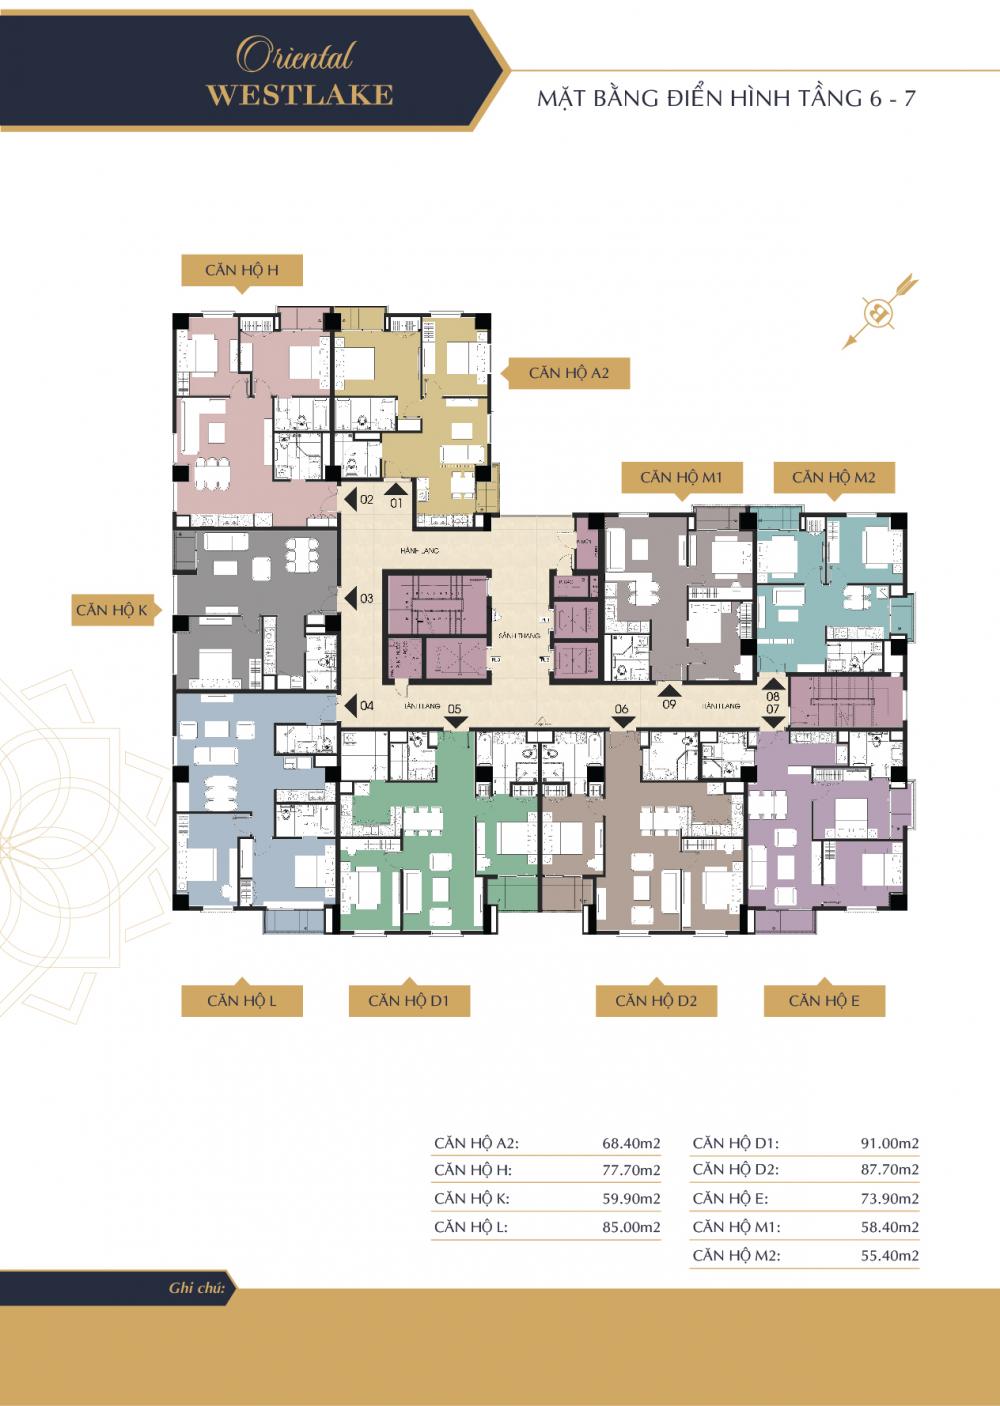 Oriental
WESTLAKE
MẶT BẰNG ĐIỂN HÌNH TẦNG 6 - 7
CĂN HỘ H
B
CĂN HỘ A2
CĂN HỘ M1
CĂN HỘ M2
02
01
HÀNH LANG
CĂN HỘ K
03
SẢNH THANG
04
HÀNH LANG
05
06
09
HÀNH LANG
08
07
CĂN HỘ L
CĂN HỘ D1
CĂN HỘ D2
CĂN HỘ E
CĂN HỘ A2: 68.40m2
CĂN HỘ H: 77.70m2
CĂN HỘ K: 59.90m2
CĂN HỘ L: 85.00m2
CĂN HỘ D1: 91.00m2
CĂN HỘ D2: 87.70m2
CĂN HỘ E: 73.90m2
CĂN HỘ M1: 58.40m2
CĂN HỘ M2: 55.40m2
Ghi chú: